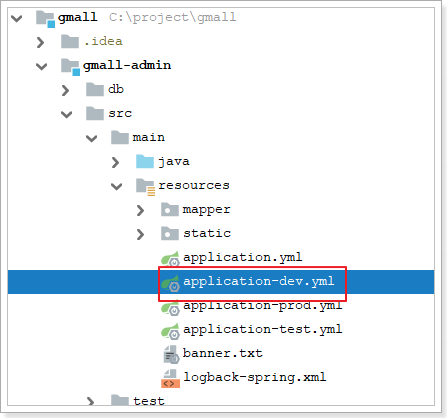 gmall C:\project\gmall
.idea
gmall-admin
db
src
main
java
resources
mapper
static
application.yml
application-dev.yml
application-prod.yml
application-test.yml
banner.txt
logback-spring.xml
test